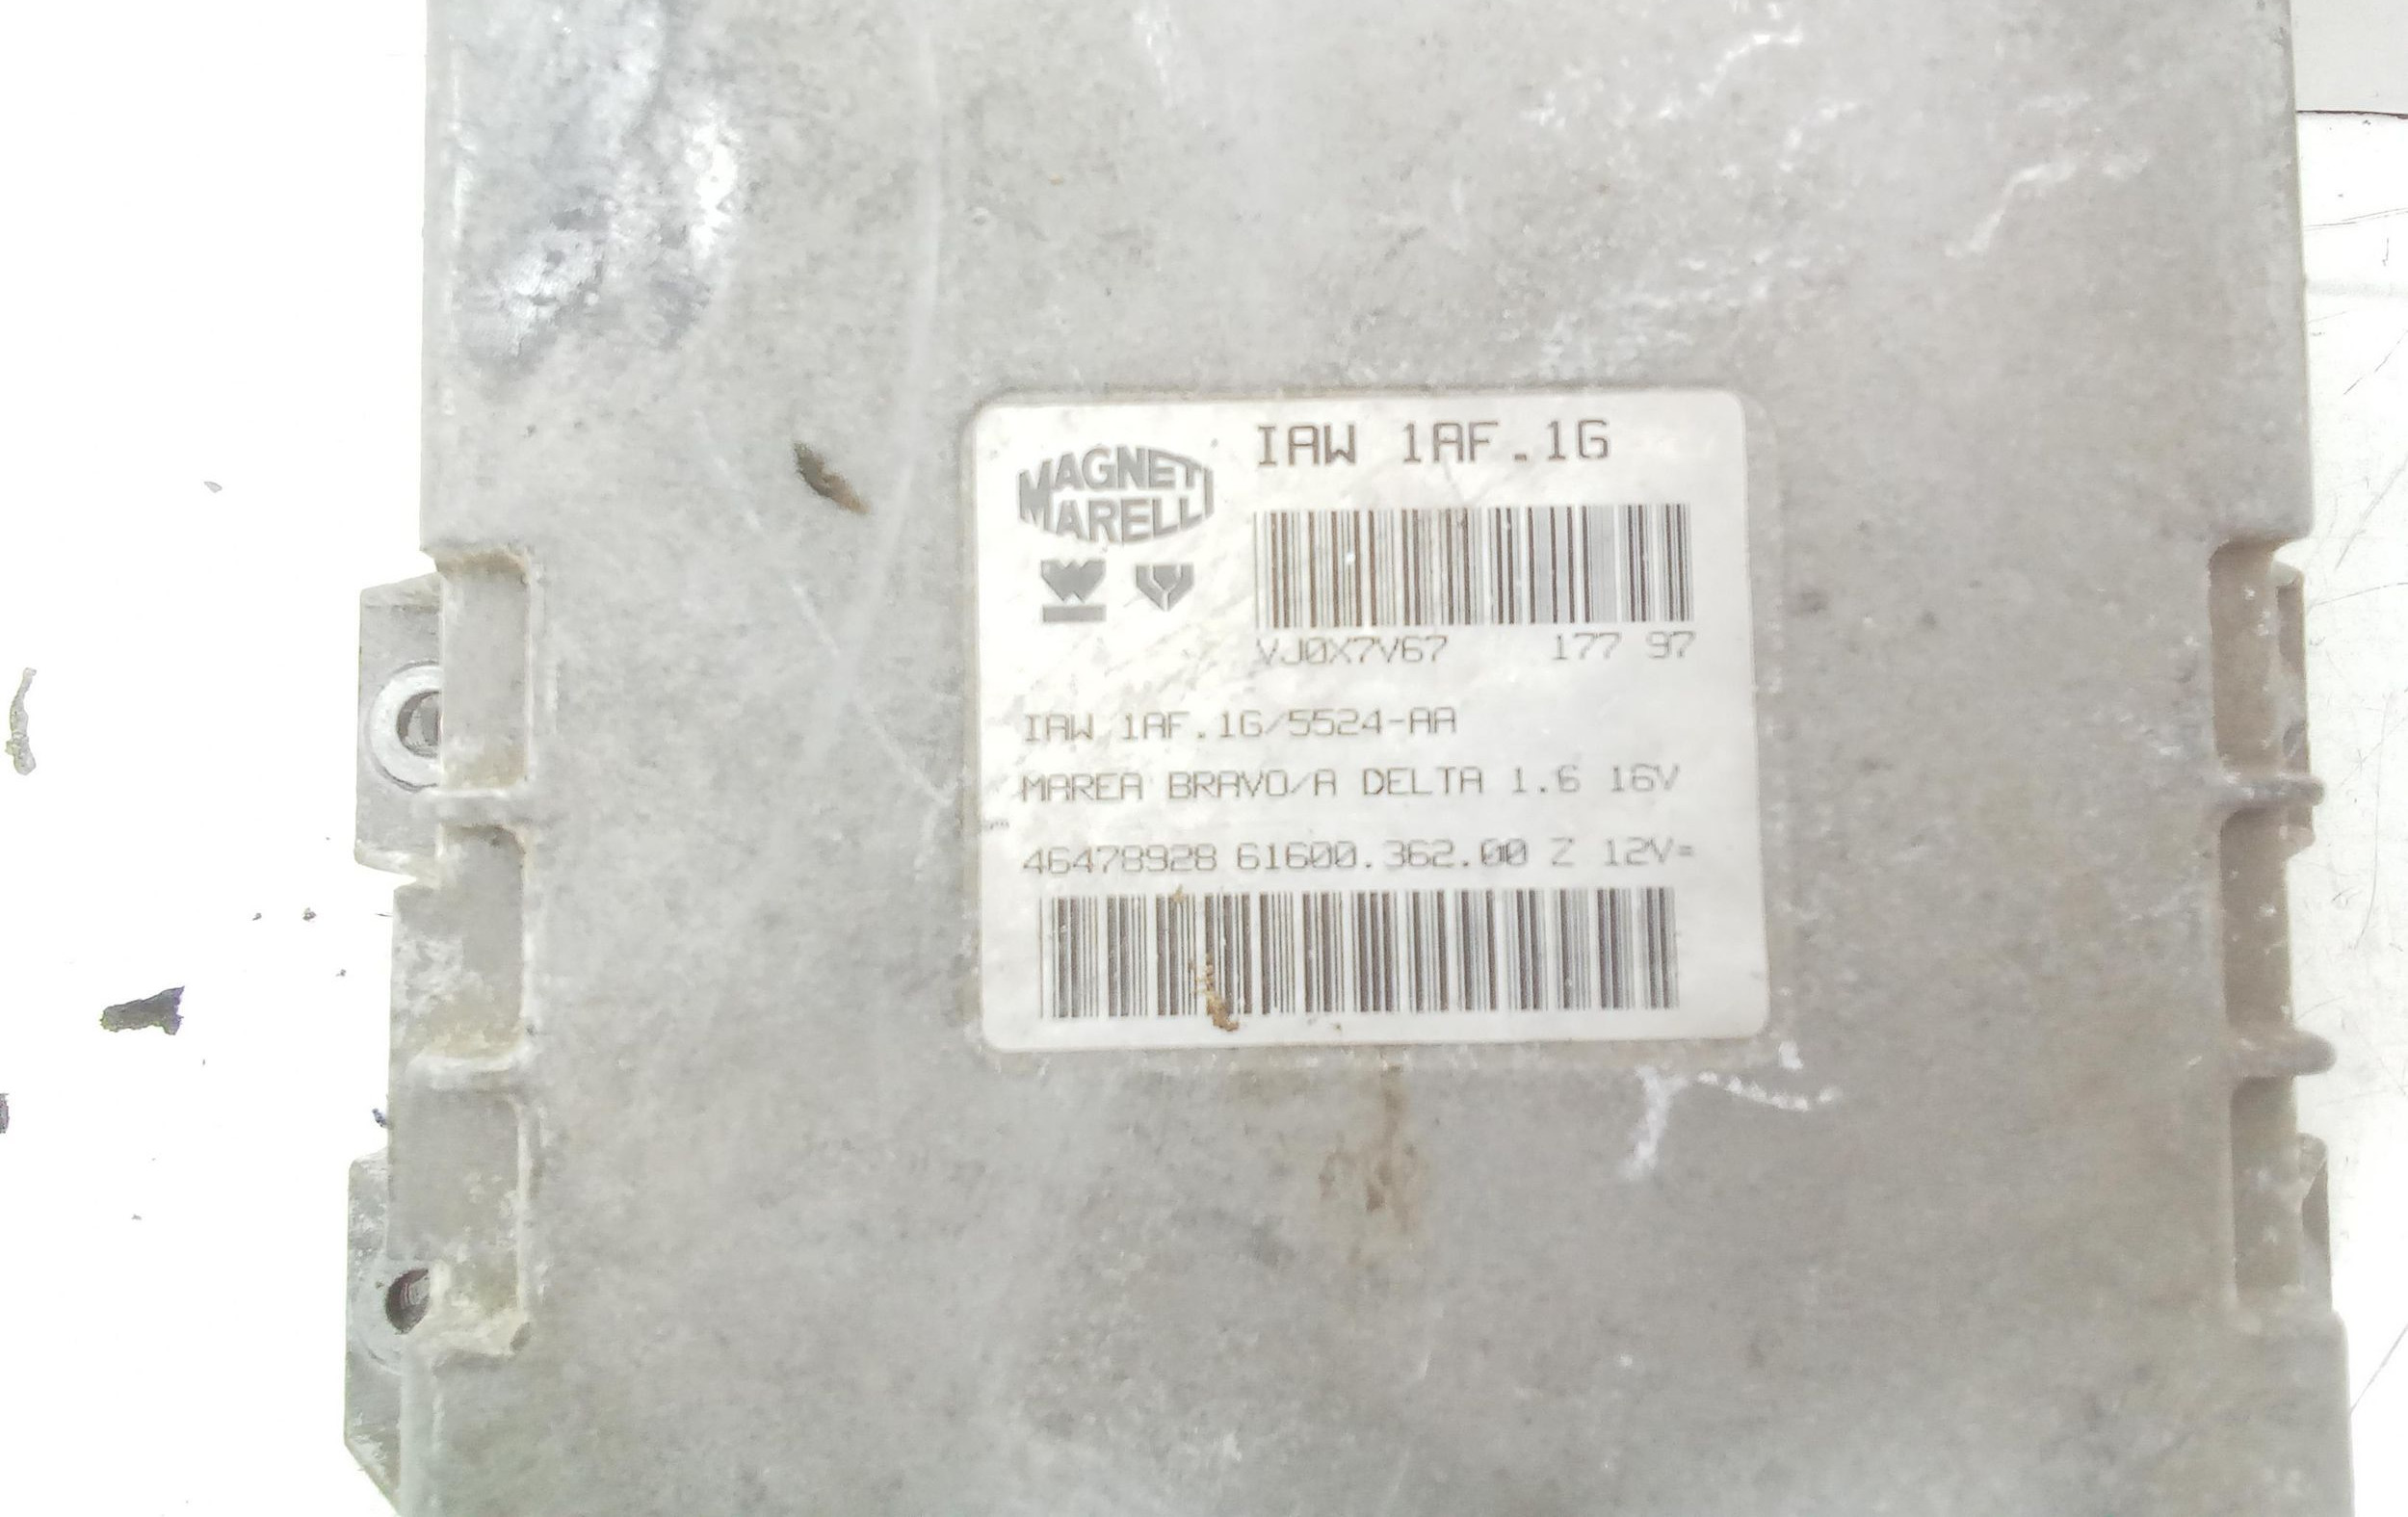 IAW 1AF.1G
MAGNETI
MARELLI
VJ0X7V67 177 97
IAW 1AF.1G/5524-AA
MAREA BRAVO/A DELTA 1.6 16V
46478928 61600.362.00 Z 12V=